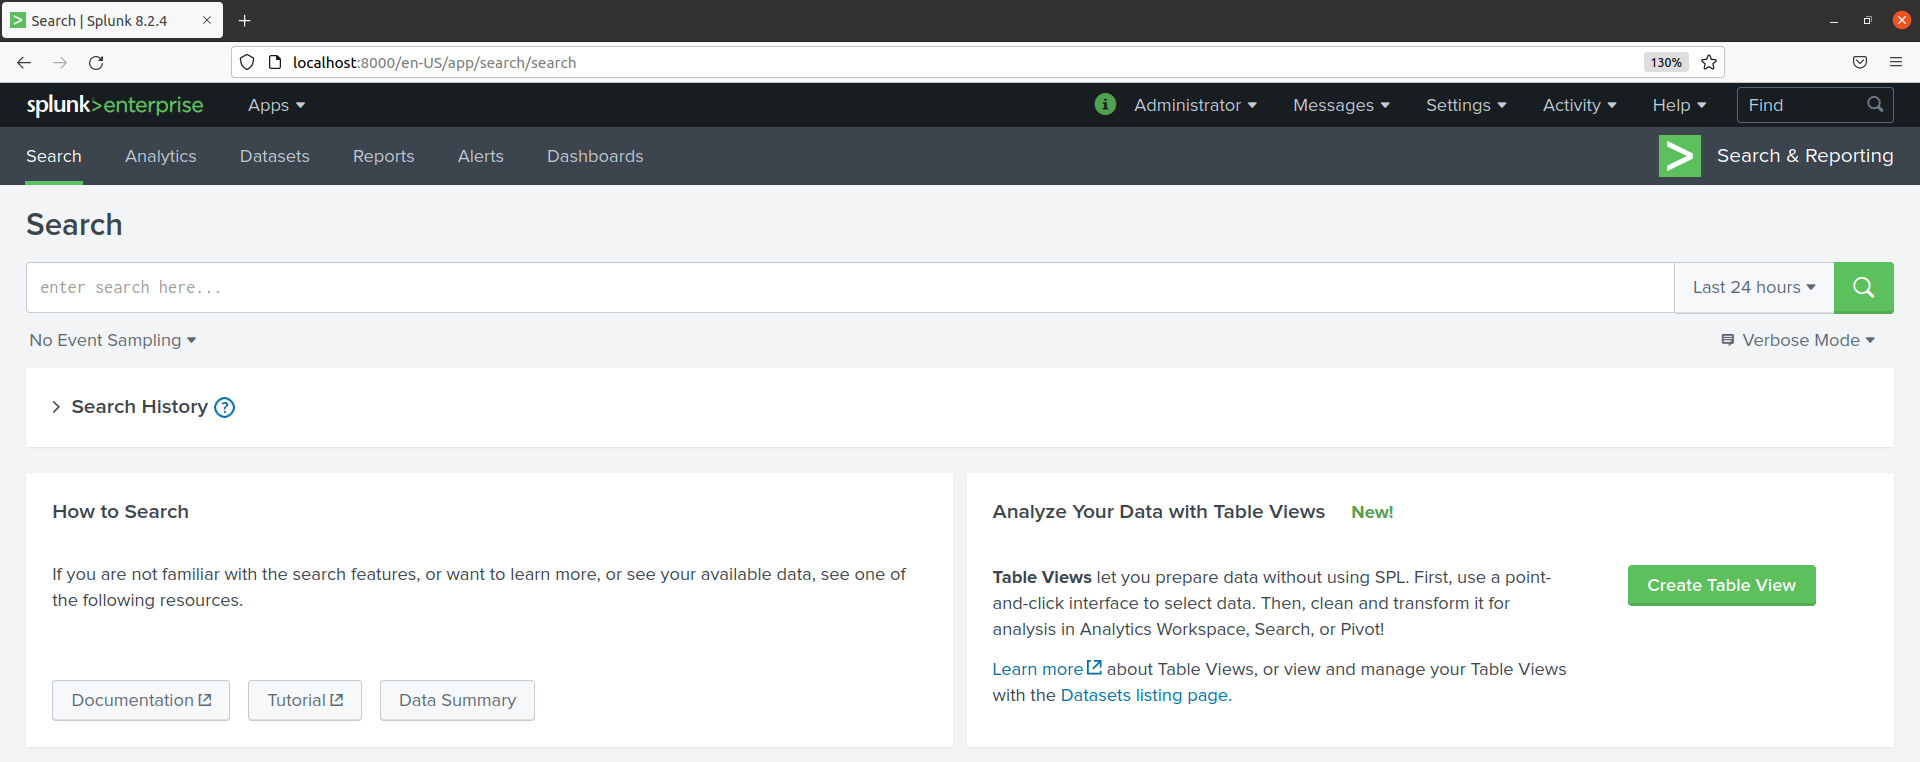 Search | Splunk 8.2.4
localhost:8000/en-US/app/search/search 130%
splunk>enterprise Apps Administrator Messages Settings Activity Help Find
Search Analytics Datasets Reports Alerts Dashboards Search & Reporting
Search
enter search here... Last 24 hours
No Event Sampling Verbose Mode
Search History ?
How to Search
If you are not familiar with the search features, or want to learn more, or see your available data, see one of
the following resources.
Documentation Tutorial Data Summary
Analyze Your Data with Table Views New!
Table Views let you prepare data without using SPL. First, use a point-
and-click interface to select data. Then, clean and transform it for
analysis in Analytics Workspace, Search, or Pivot!
Create Table View
Learn more about Table Views, or view and manage your Table Views
with the Datasets listing page.